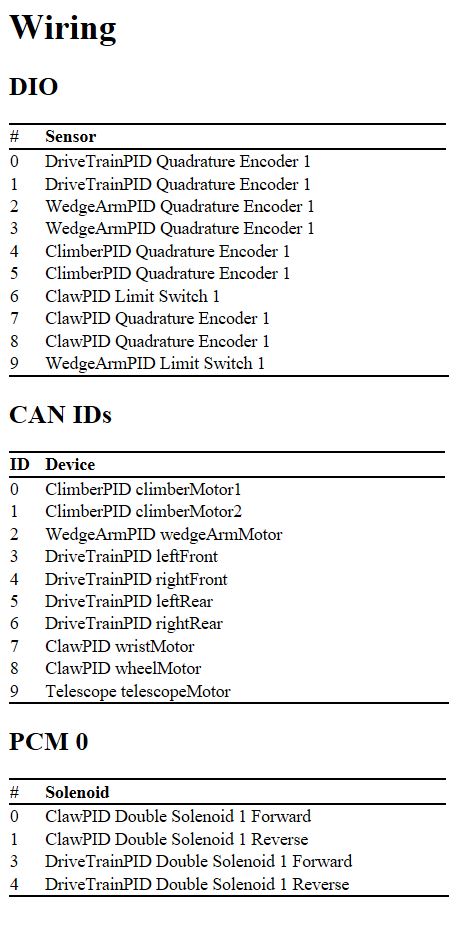 Wiring
DIO
# Sensor
0 DriveTrainPID Quadrature Encoder 1
1 DriveTrainPID Quadrature Encoder 1
2 WedgeArmPID Quadrature Encoder 1
3 WedgeArmPID Quadrature Encoder 1
4 ClimberPID Quadrature Encoder 1
5 ClimberPID Quadrature Encoder 1
6 ClawPID Limit Switch 1
7 ClawPID Quadrature Encoder 1
8 ClawPID Quadrature Encoder 1
9 WedgeArmPID Limit Switch 1
CAN IDs
ID Device
0 ClimberPID climberMotor1
1 ClimberPID climberMotor2
2 WedgeArmPID wedgeArmMotor
3 DriveTrainPID leftFront
4 DriveTrainPID rightFront
5 DriveTrainPID leftRear
6 DriveTrainPID rightRear
7 ClawPID wristMotor
8 ClawPID wheelMotor
9 Telescope telescopeMotor
PCM 0
# Solenoid
0 ClawPID Double Solenoid 1 Forward
1 ClawPID Double Solenoid 1 Reverse
3 DriveTrainPID Double Solenoid 1 Forward
4 DriveTrainPID Double Solenoid 1 Reverse